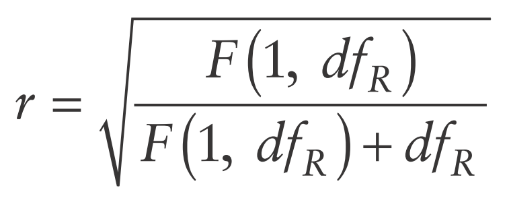 r = √(F(1, df_R) / (F(1, df_R) + df_R))